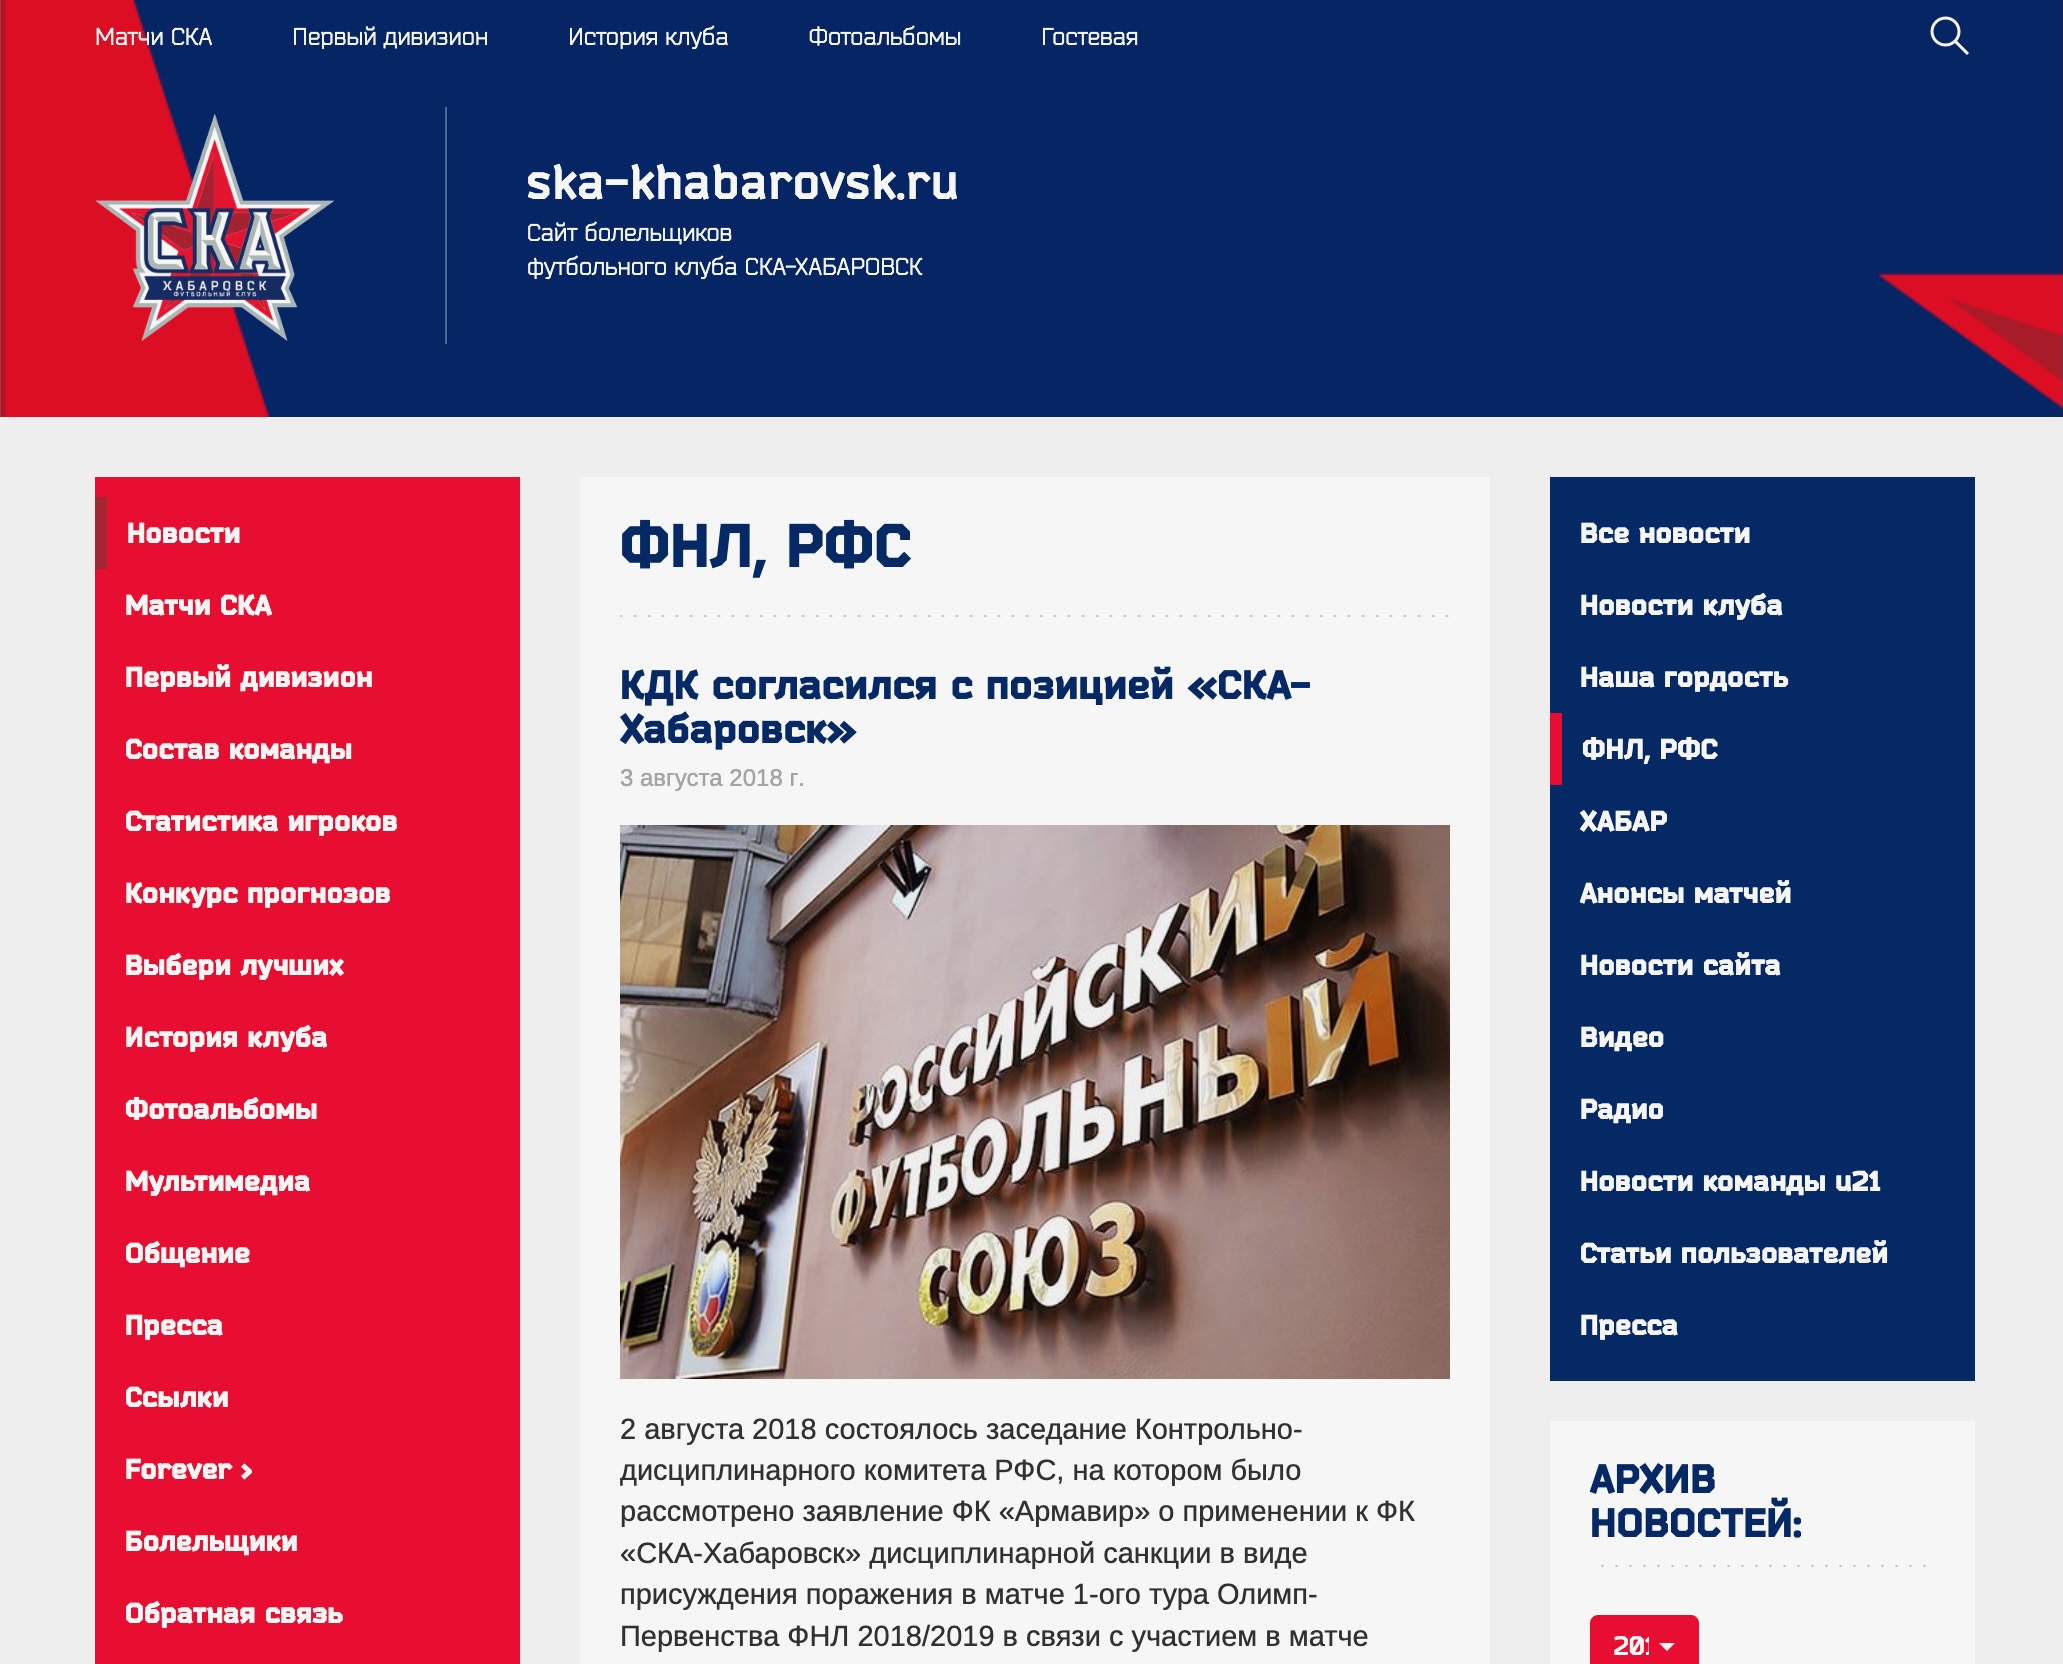 Матчи СКА
Первый дивизион
История клуба
Фотоальбомы
Гостевая
СКА
ХАБАРОВСК
ФУТБОЛЬНЫЙ КЛУБ
ska-khabarovsk.ru
Сайт болельщиков
футбольного клуба СКА-ХАБАРОВСК
Новости
Матчи СКА
Первый дивизион
Состав команды
Статистика игроков
Конкурс прогнозов
Выбери лучших
История клуба
Фотоальбомы
Мультимедиа
Общение
Пресса
Ссылки
Forever >
Болельщики
Обратная связь
ФНЛ, РФС
КДК согласился с позицией «СКА-
Хабаровск»
3 августа 2018 г.
РОССИЙСКИЙ
ФУТБОЛЬНЫЙ
СОЮЗ
2 августа 2018 состоялось заседание Контрольно-
дисциплинарного комитета РФС, на котором было
рассмотрено заявление ФК «Армавир» о применении к ФК
«СКА-Хабаровск» дисциплинарной санкции в виде
присуждения поражения в матче 1-ого тура Олимп-
Первенства ФНЛ 2018/2019 в связи с участием в матче
Все новости
Новости клуба
Наша гордость
ФНЛ, РФС
ХАБАР
Анонсы матчей
Новости сайта
Видео
Радио
Новости команды u21
Статьи пользователей
Пресса
АРХИВ
НОВОСТЕЙ: